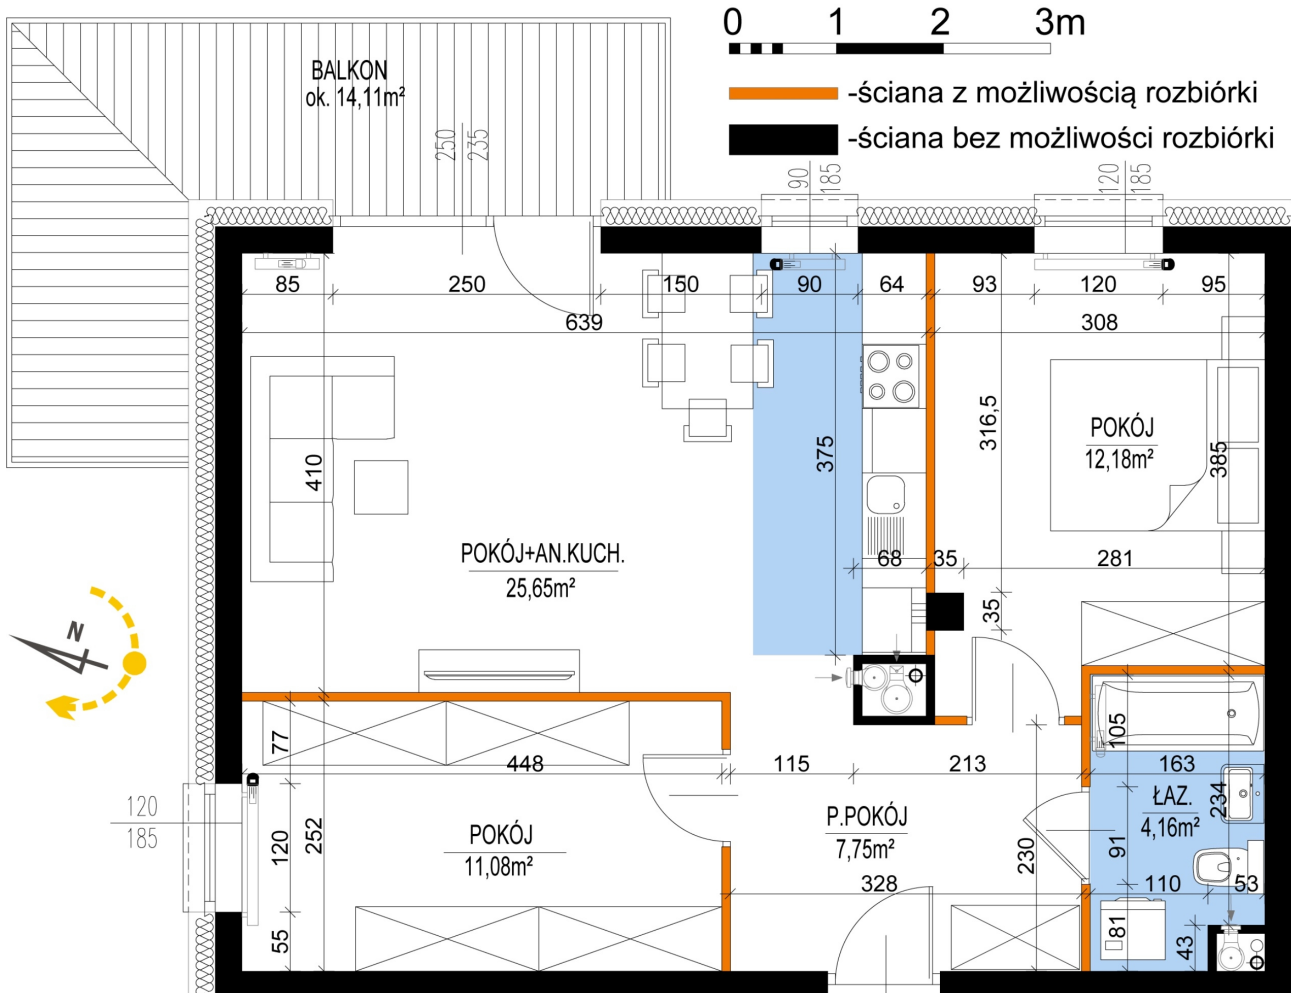 0 1 2 3m
-ściana z możliwością rozbiórki
-ściana bez możliwości rozbiórki
BALKON
ok. 14,11m²
250
235
90
185
120
185
85 250 150 90 64 93 120 95
639 308
316,5
410
375
385
POKÓJ
12,18m²
POKÓJ+AN.KUCH.
25,65m²
68 35 281
35
N
77
448 115 213 163
105
120
185
120
252
55
POKÓJ
11,08m²
P.POKÓJ
7,75m²
230
ŁAZ.
4,16m²
234
91
328 110 53
81
43